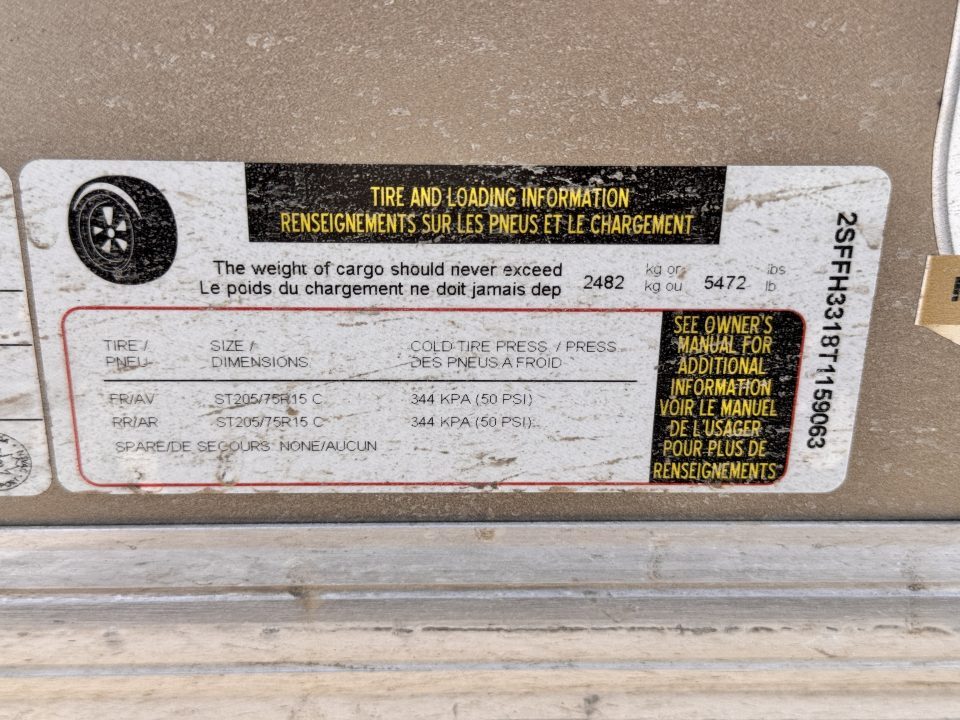 TIRE AND LOADING INFORMATION
RENSEIGNEMENTS SUR LES PNEUS ET LE CHARGEMENT
The weight of cargo should never exceed 2482 kg or 5472 lbs
Le poids du chargement ne doit jamais dep kg ou lb
TIRE / SIZE / COLD TIRE PRESS. / PRESS.
PNEU DIMENSIONS DES PNEUS A FROID
FR/AV ST205/75R15 C 344 KPA (50 PSI)
RR/AR ST205/75R15 C 344 KPA (50 PSI)
SPARE/DE SECOURS NONE/AUCUN
SEE OWNER'S
MANUAL FOR
ADDITIONAL
INFORMATION
VOIR LE MANUEL
DE L'USAGER
POUR PLUS DE
RENSEIGNEMENTS
2SFFH3318T1159063